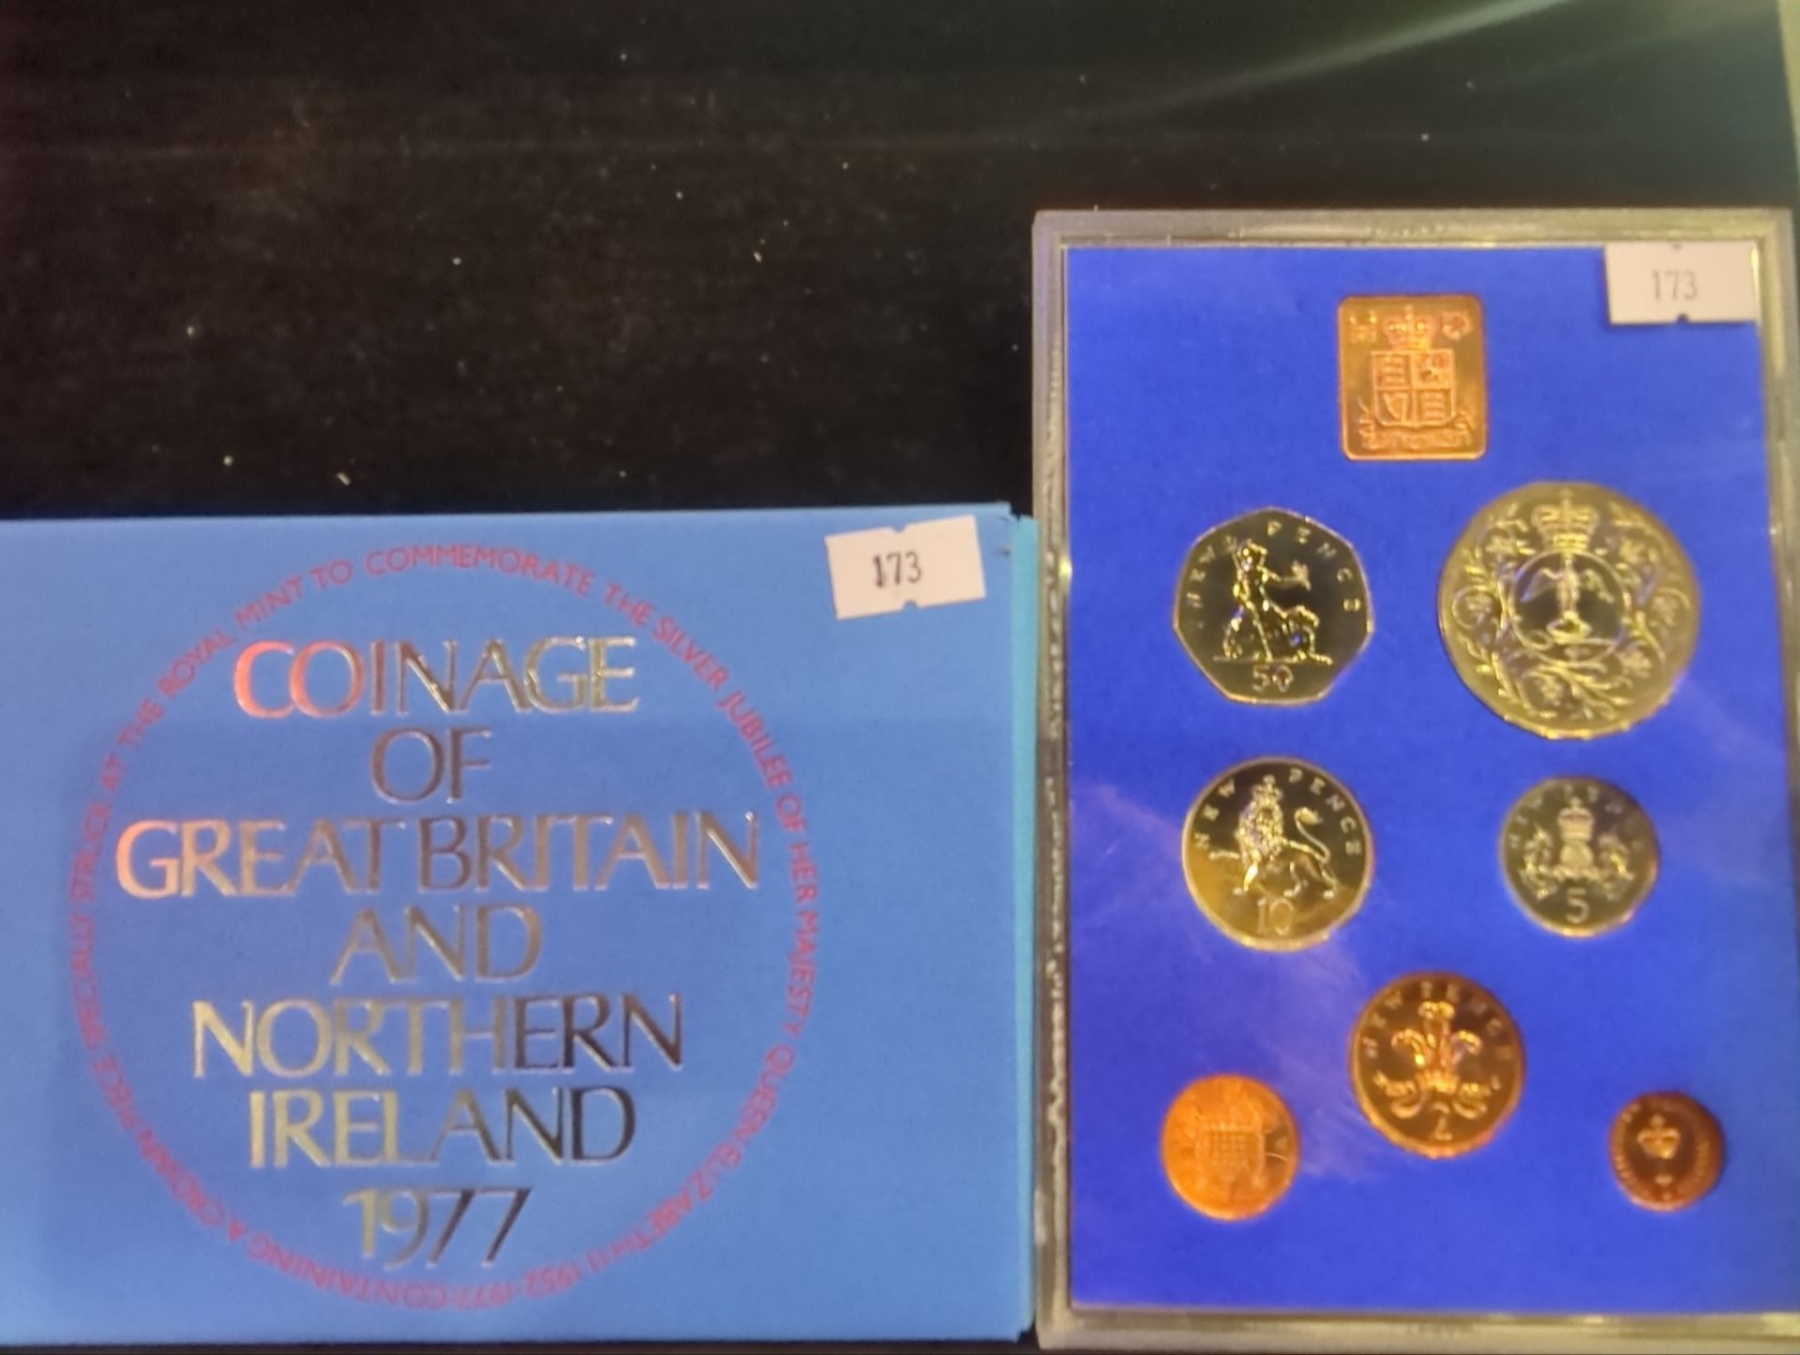 173
COINAGE
OF
GREAT BRITAIN
AND
NORTHERN
IRELAND
1977
SPECIALLY STRUCK AT THE ROYAL MINT TO COMMEMORATE THE SILVER JUBILEE OF HER MAJESTY QUEEN ELIZABETH II 1952-1977 CONTAINING A CROWN PIECE
173
NEW PENCE
50
NEW PENCE
10
NEW PENCE
5
NEW PENCE
2